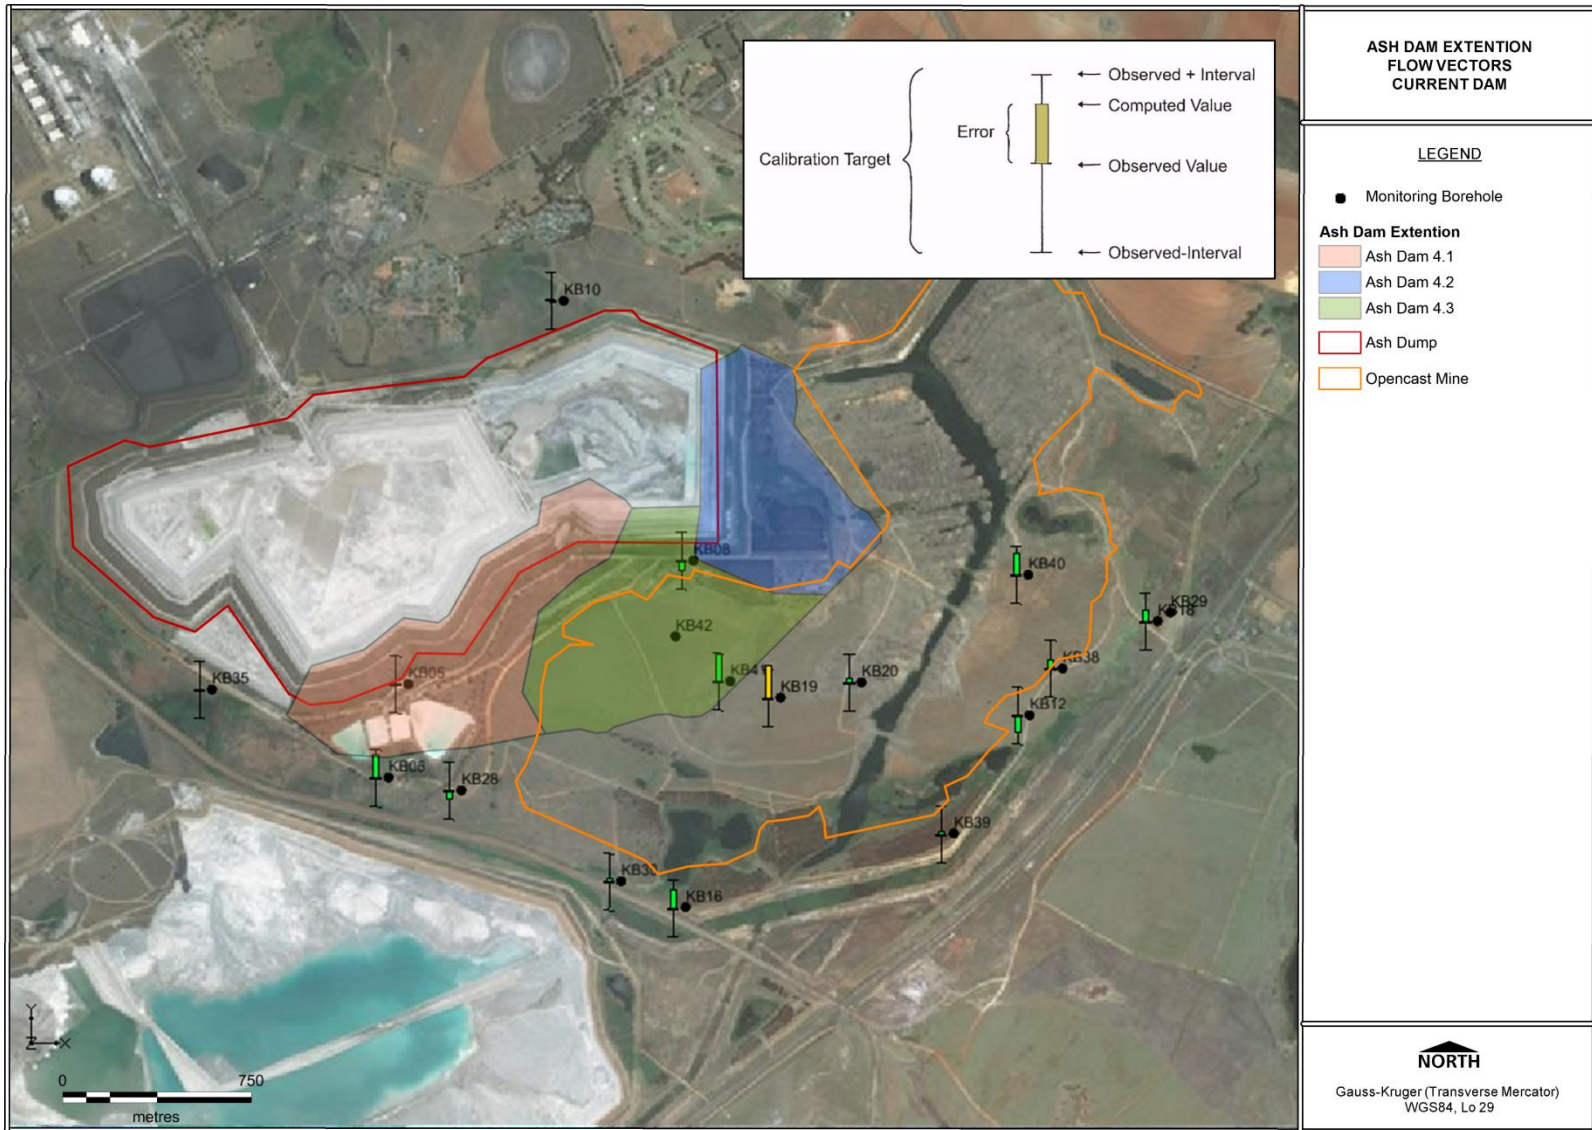 ASH DAM EXTENTION
FLOW VECTORS
CURRENT DAM
LEGEND
Monitoring Borehole
Ash Dam Extention
Ash Dam 4.1
Ash Dam 4.2
Ash Dam 4.3
Ash Dump
Opencast Mine
Calibration Target
Error
Observed + Interval
Computed Value
Observed Value
Observed-Interval
KB10
KB08
KB40
KB29
KB42
KB38
KB05
KB35
KB19
KB20
KB12
KB28
KB39
KB16
Y
Z
X
0
750
metres
NORTH
Gauss-Kruger (Transverse Mercator)
WGS84, Lo 29